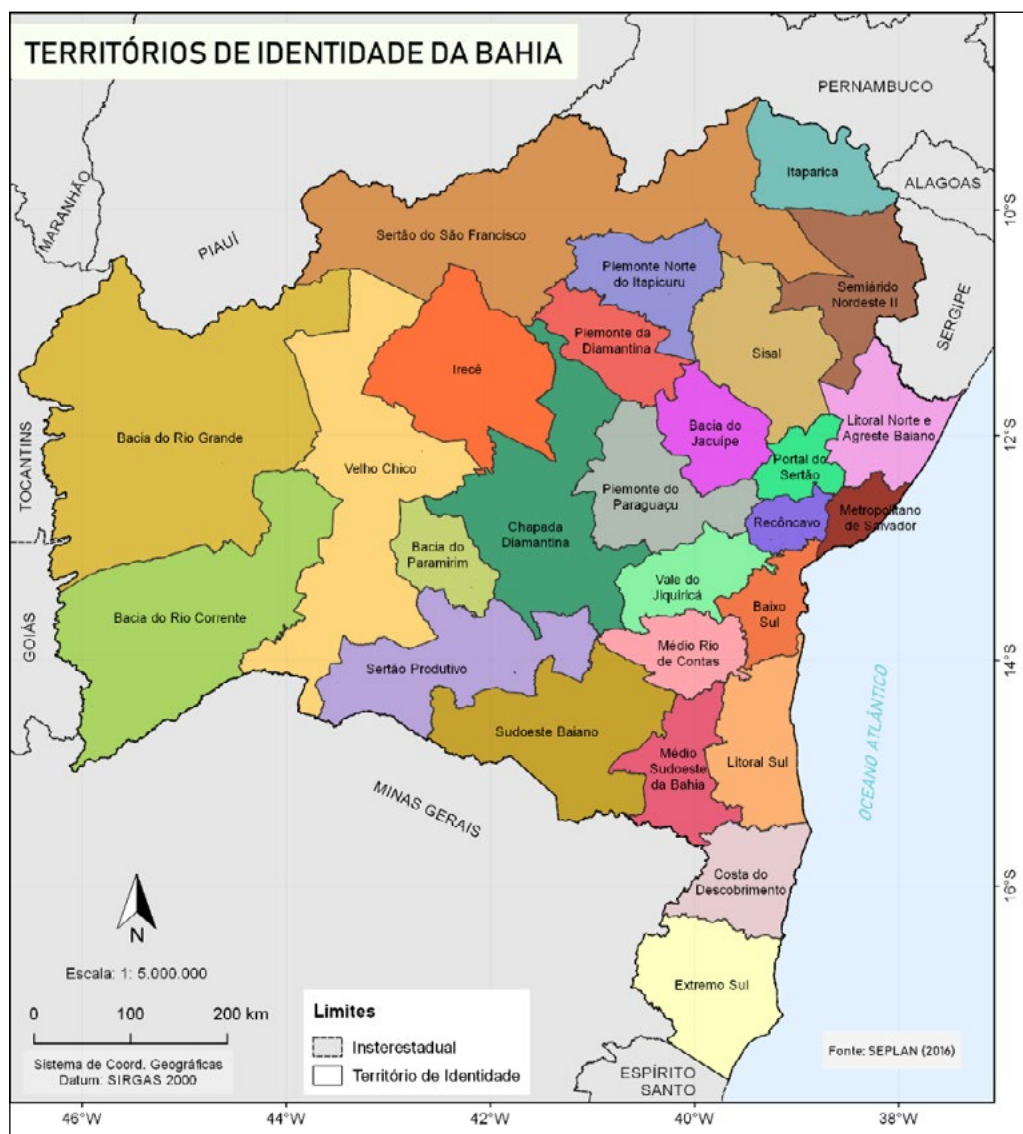 TERRITÓRIOS DE IDENTIDADE DA BAHIA
PERNAMBUCO
MARANHÃO
PIAUÍ
ALAGOAS
SERGIPE
TOCANTINS
GOIÁS
MINAS GERAIS
ESPÍRITO
SANTO
OCEANO ATLÂNTICO
Itaparica
Sertão do São Francisco
Piemonte Norte
do Itapicuru
Semiárido
Nordeste II
Piemonte da
Diamantina
Sisal
Irecê
Bacia do Rio Grande
Velho Chico
Bacia do
Jacuípe
Litoral Norte e
Agreste Baiano
Portal do
Sertão
Piemonte do
Paraguaçu
Recôncavo
Metropolitano
de Salvador
Chapada
Diamantina
Bacia do
Paramirim
Vale do
Jiquiriçá
Bacia do Rio Corrente
Baixo
Sul
Médio Rio
de Contas
Sertão Produtivo
Sudoeste Baiano
Médio
Sudoeste
da Bahia
Litoral Sul
Costa do
Descobrimento
Extremo Sul
10°S
12°S
14°S
16°S
N
Escala: 1: 5.000.000
0 100 200 km
Sistema de Coord. Geográficas
Datum: SIRGAS 2000
Limites
Insterestadual
Território de Identidade
Fonte: SEPLAN (2016)
46°W 44°W 42°W 40°W 38°W